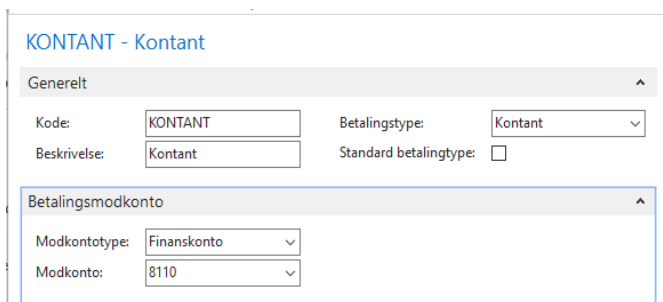 KONTANT - Kontant
Generelt
Kode: KONTANT Betalingstype: Kontant
Beskrivelse: Kontant Standard betalingtype:
Betalingsmodkonto
Modkontotype: Finanskonto
Modkonto: 8110